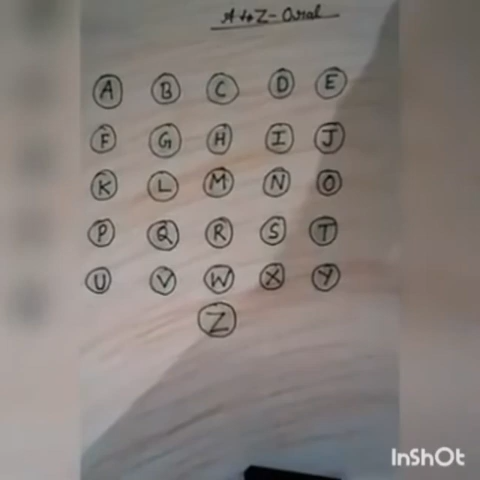 A to Z - Oral
A B C D E
F G H I J
K L M N O
P Q R S T
U V W X Y
Z
InShOt